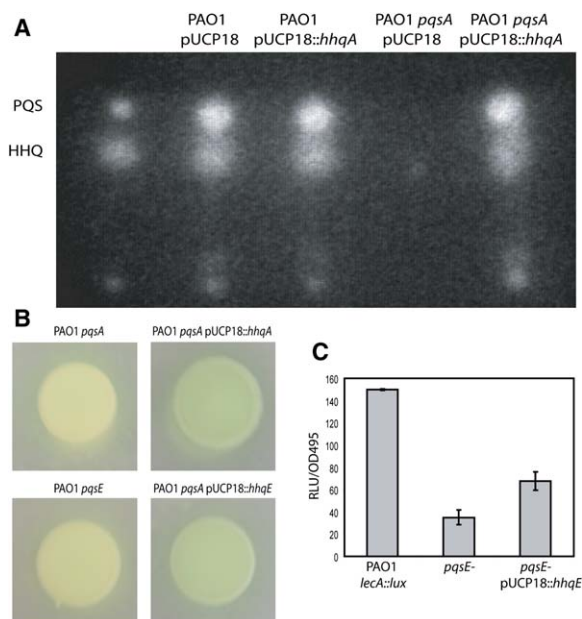 A
PAO1 pUCP18
PAO1 pUCP18::hhqA
PAO1 pqsA pUCP18
PAO1 pqsA pUCP18::hhqA
PQS
HHQ
B
PAO1 pqsA
PAO1 pqsA pUCP18::hhqA
PAO1 pqsE
PAO1 pqsA pUCP18::hhqE
C
RLU/OD495
160
140
120
100
80
60
40
20
0
PAO1 lecA::lux
pqsE-
pqsE- pUCP18::hhqE